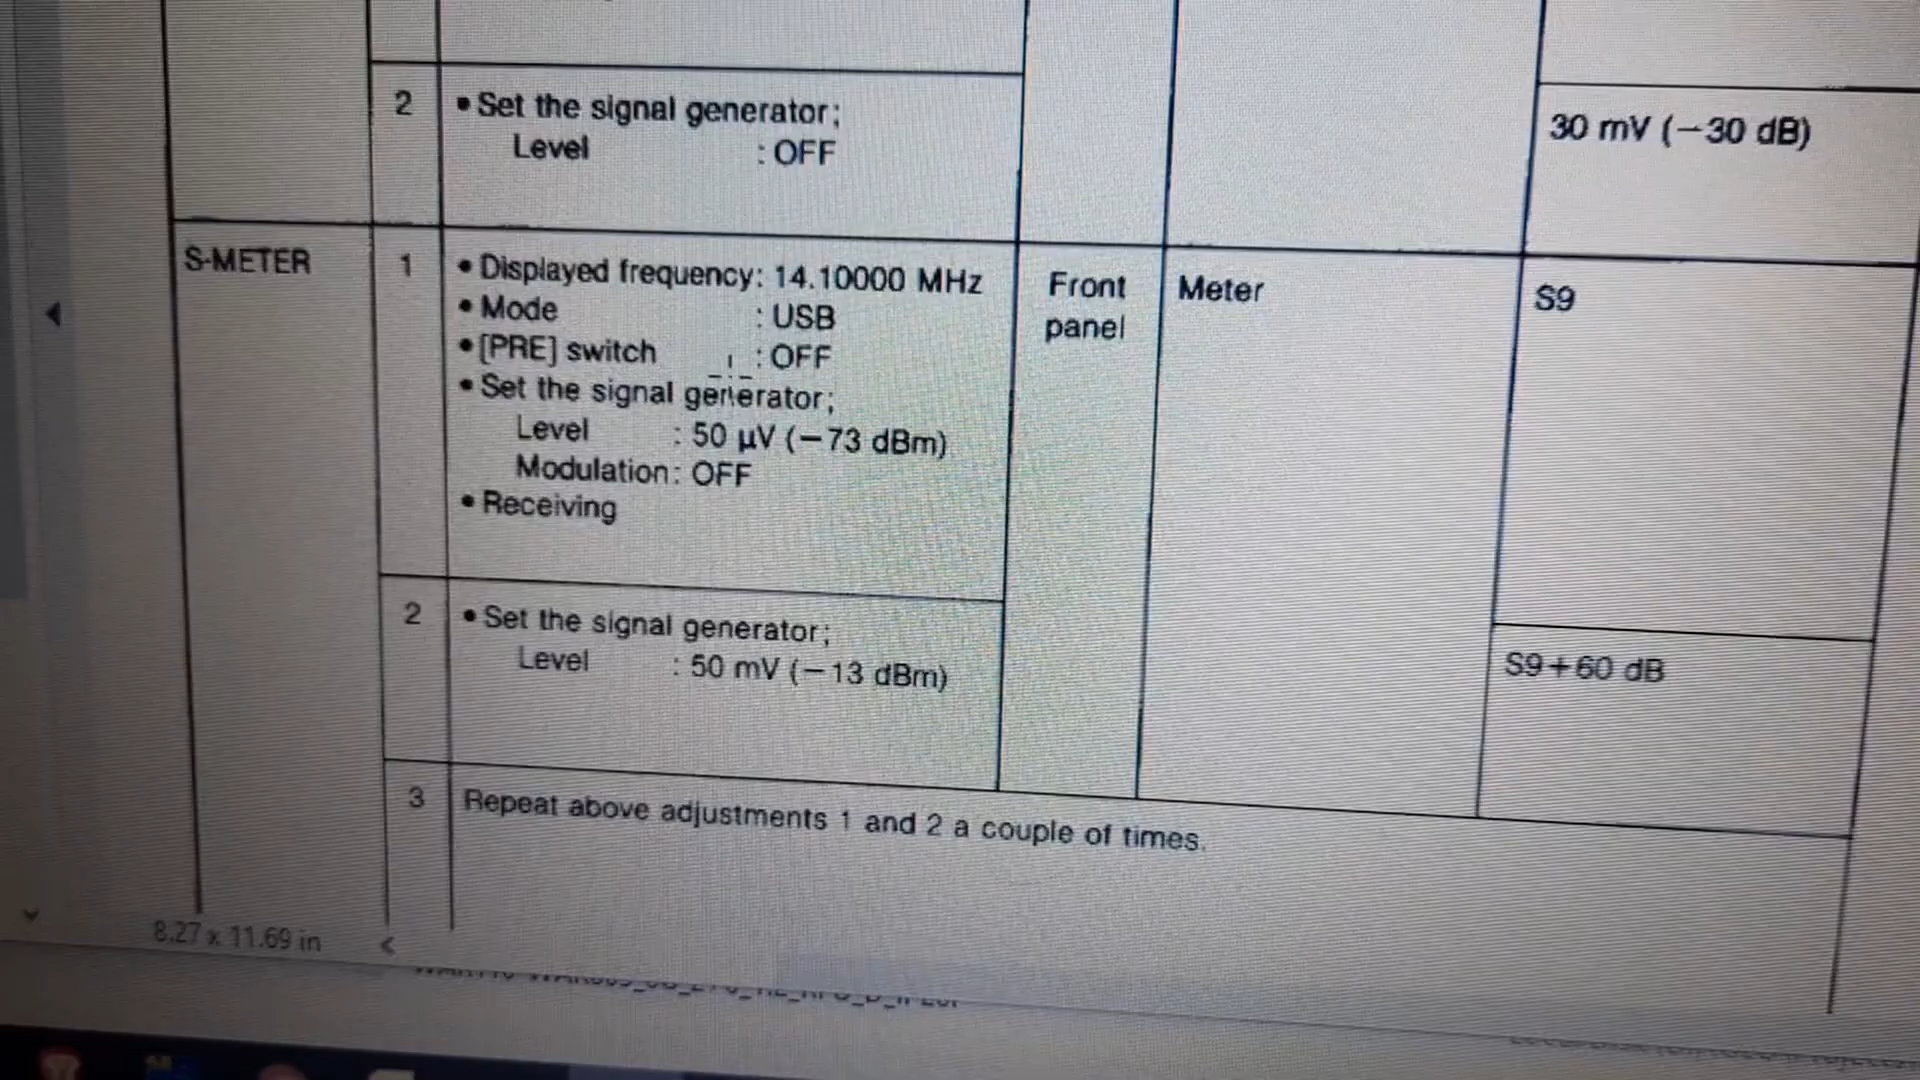 2 • Set the signal generator;
Level : OFF
30 mV (−30 dB)
S-METER 1 • Displayed frequency: 14.10000 MHz
• Mode : USB
• [PRE] switch : OFF
• Set the signal generator;
Level : 50 µV (−73 dBm)
Modulation: OFF
• Receiving
Front
panel
Meter
S9
2 • Set the signal generator;
Level : 50 mV (−13 dBm)
S9+60 dB
3 Repeat above adjustments 1 and 2 a couple of times.
8.27 x 11.69 in